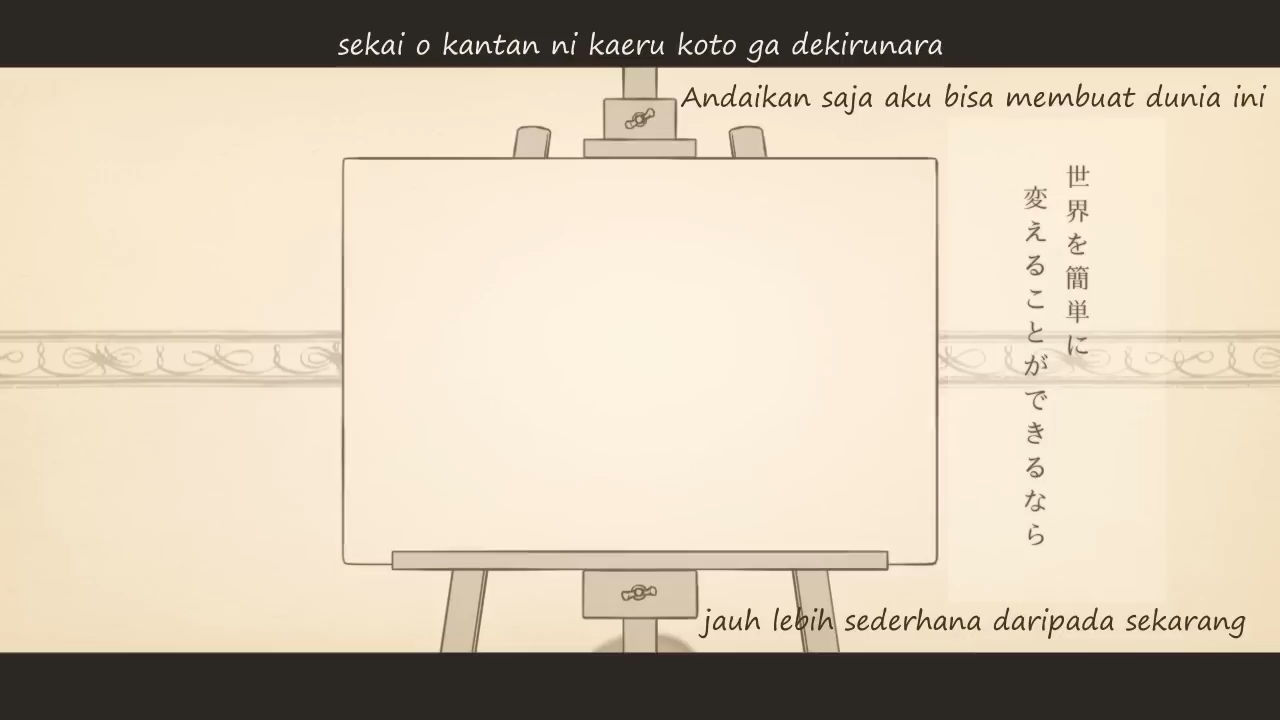 sekai o kantan ni kaeru koto ga dekirunara
Andaikan saja aku bisa membuat dunia ini
世界を簡単に
変えることができるなら
jauh lebih sederhana daripada sekarang